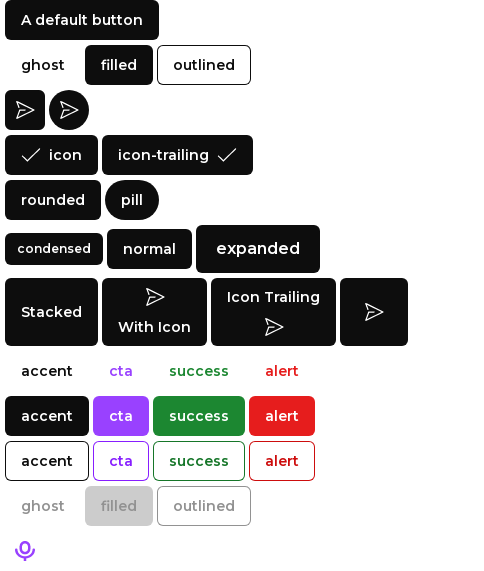 A default button
ghost filled outlined
icon icon-trailing
rounded pill
condensed normal expanded
Stacked With Icon Icon Trailing
accent cta success alert
accent cta success alert
accent cta success alert
ghost filled outlined